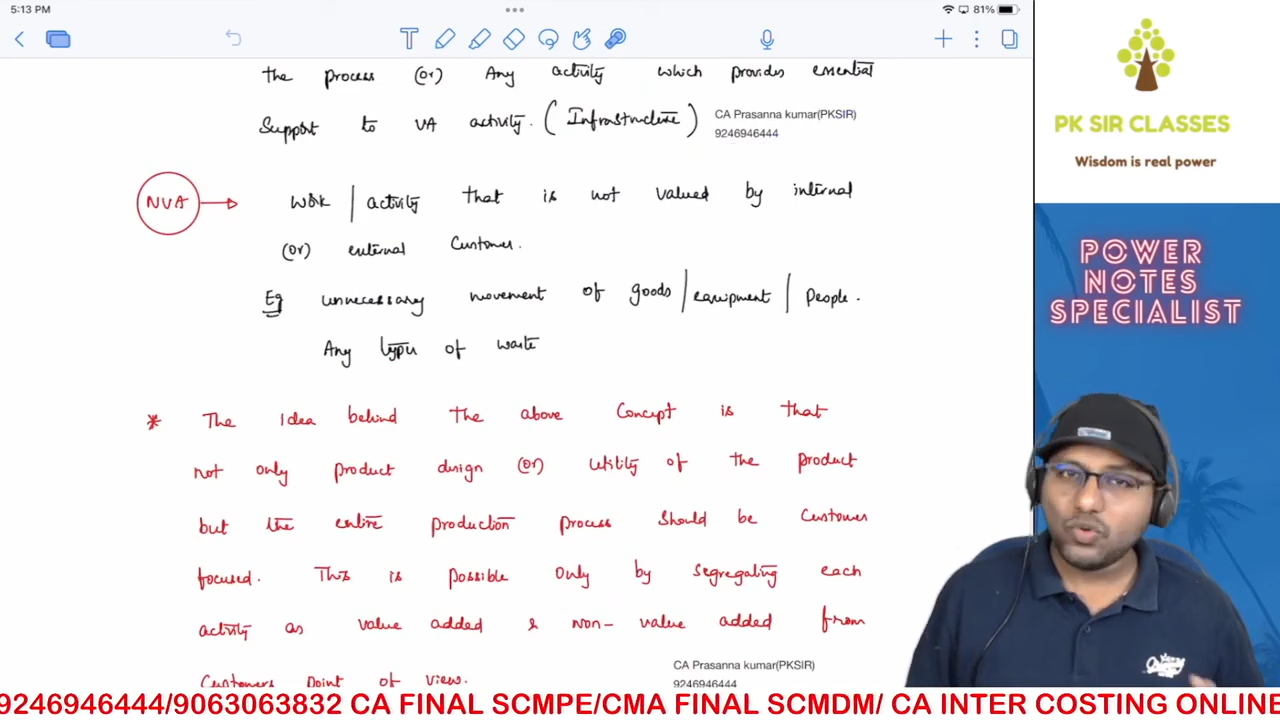 5:13 PM
81%
the process (or) Any activity which provides essential
Support to VA activity. (Infrastructure)
CA Prasanna kumar(PKSIR)
9246946444
NVA
Work | activity that is not valued by internal
(or) external Customer.
Eg unnecessary movement of goods | equipment | People.
Any types of waste
* The idea behind the above Concept is that
not only product design (or) utility of the product
but the entire production process should be Customer
focused. This is possible only by segregating each
activity as value added & non-value added from
Customers point of view.
CA Prasanna kumar(PKSIR)
9246946444
PK SIR CLASSES
Wisdom is real power
POWER
NOTES
SPECIALIST
9246946444/9063063832 CA FINAL SCMPE/CMA FINAL SCMDM/ CA INTER COSTING ONLINE